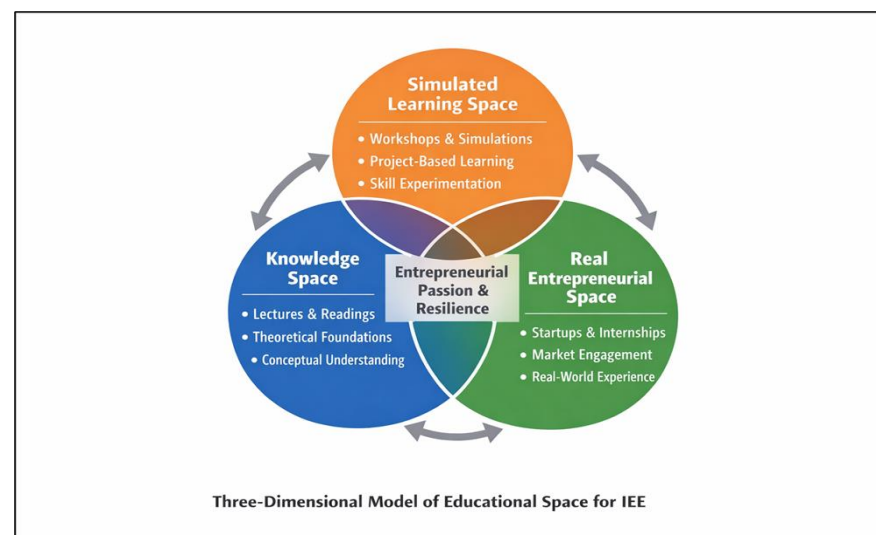 Simulated
Learning Space
• Workshops & Simulations
• Project-Based Learning
• Skill Experimentation
Knowledge
Space
• Lectures & Readings
• Theoretical Foundations
• Conceptual Understanding
Entrepreneurial
Passion &
Resilience
Real
Entrepreneurial
Space
• Startups & Internships
• Market Engagement
• Real-World Experience
Three-Dimensional Model of Educational Space for IEE